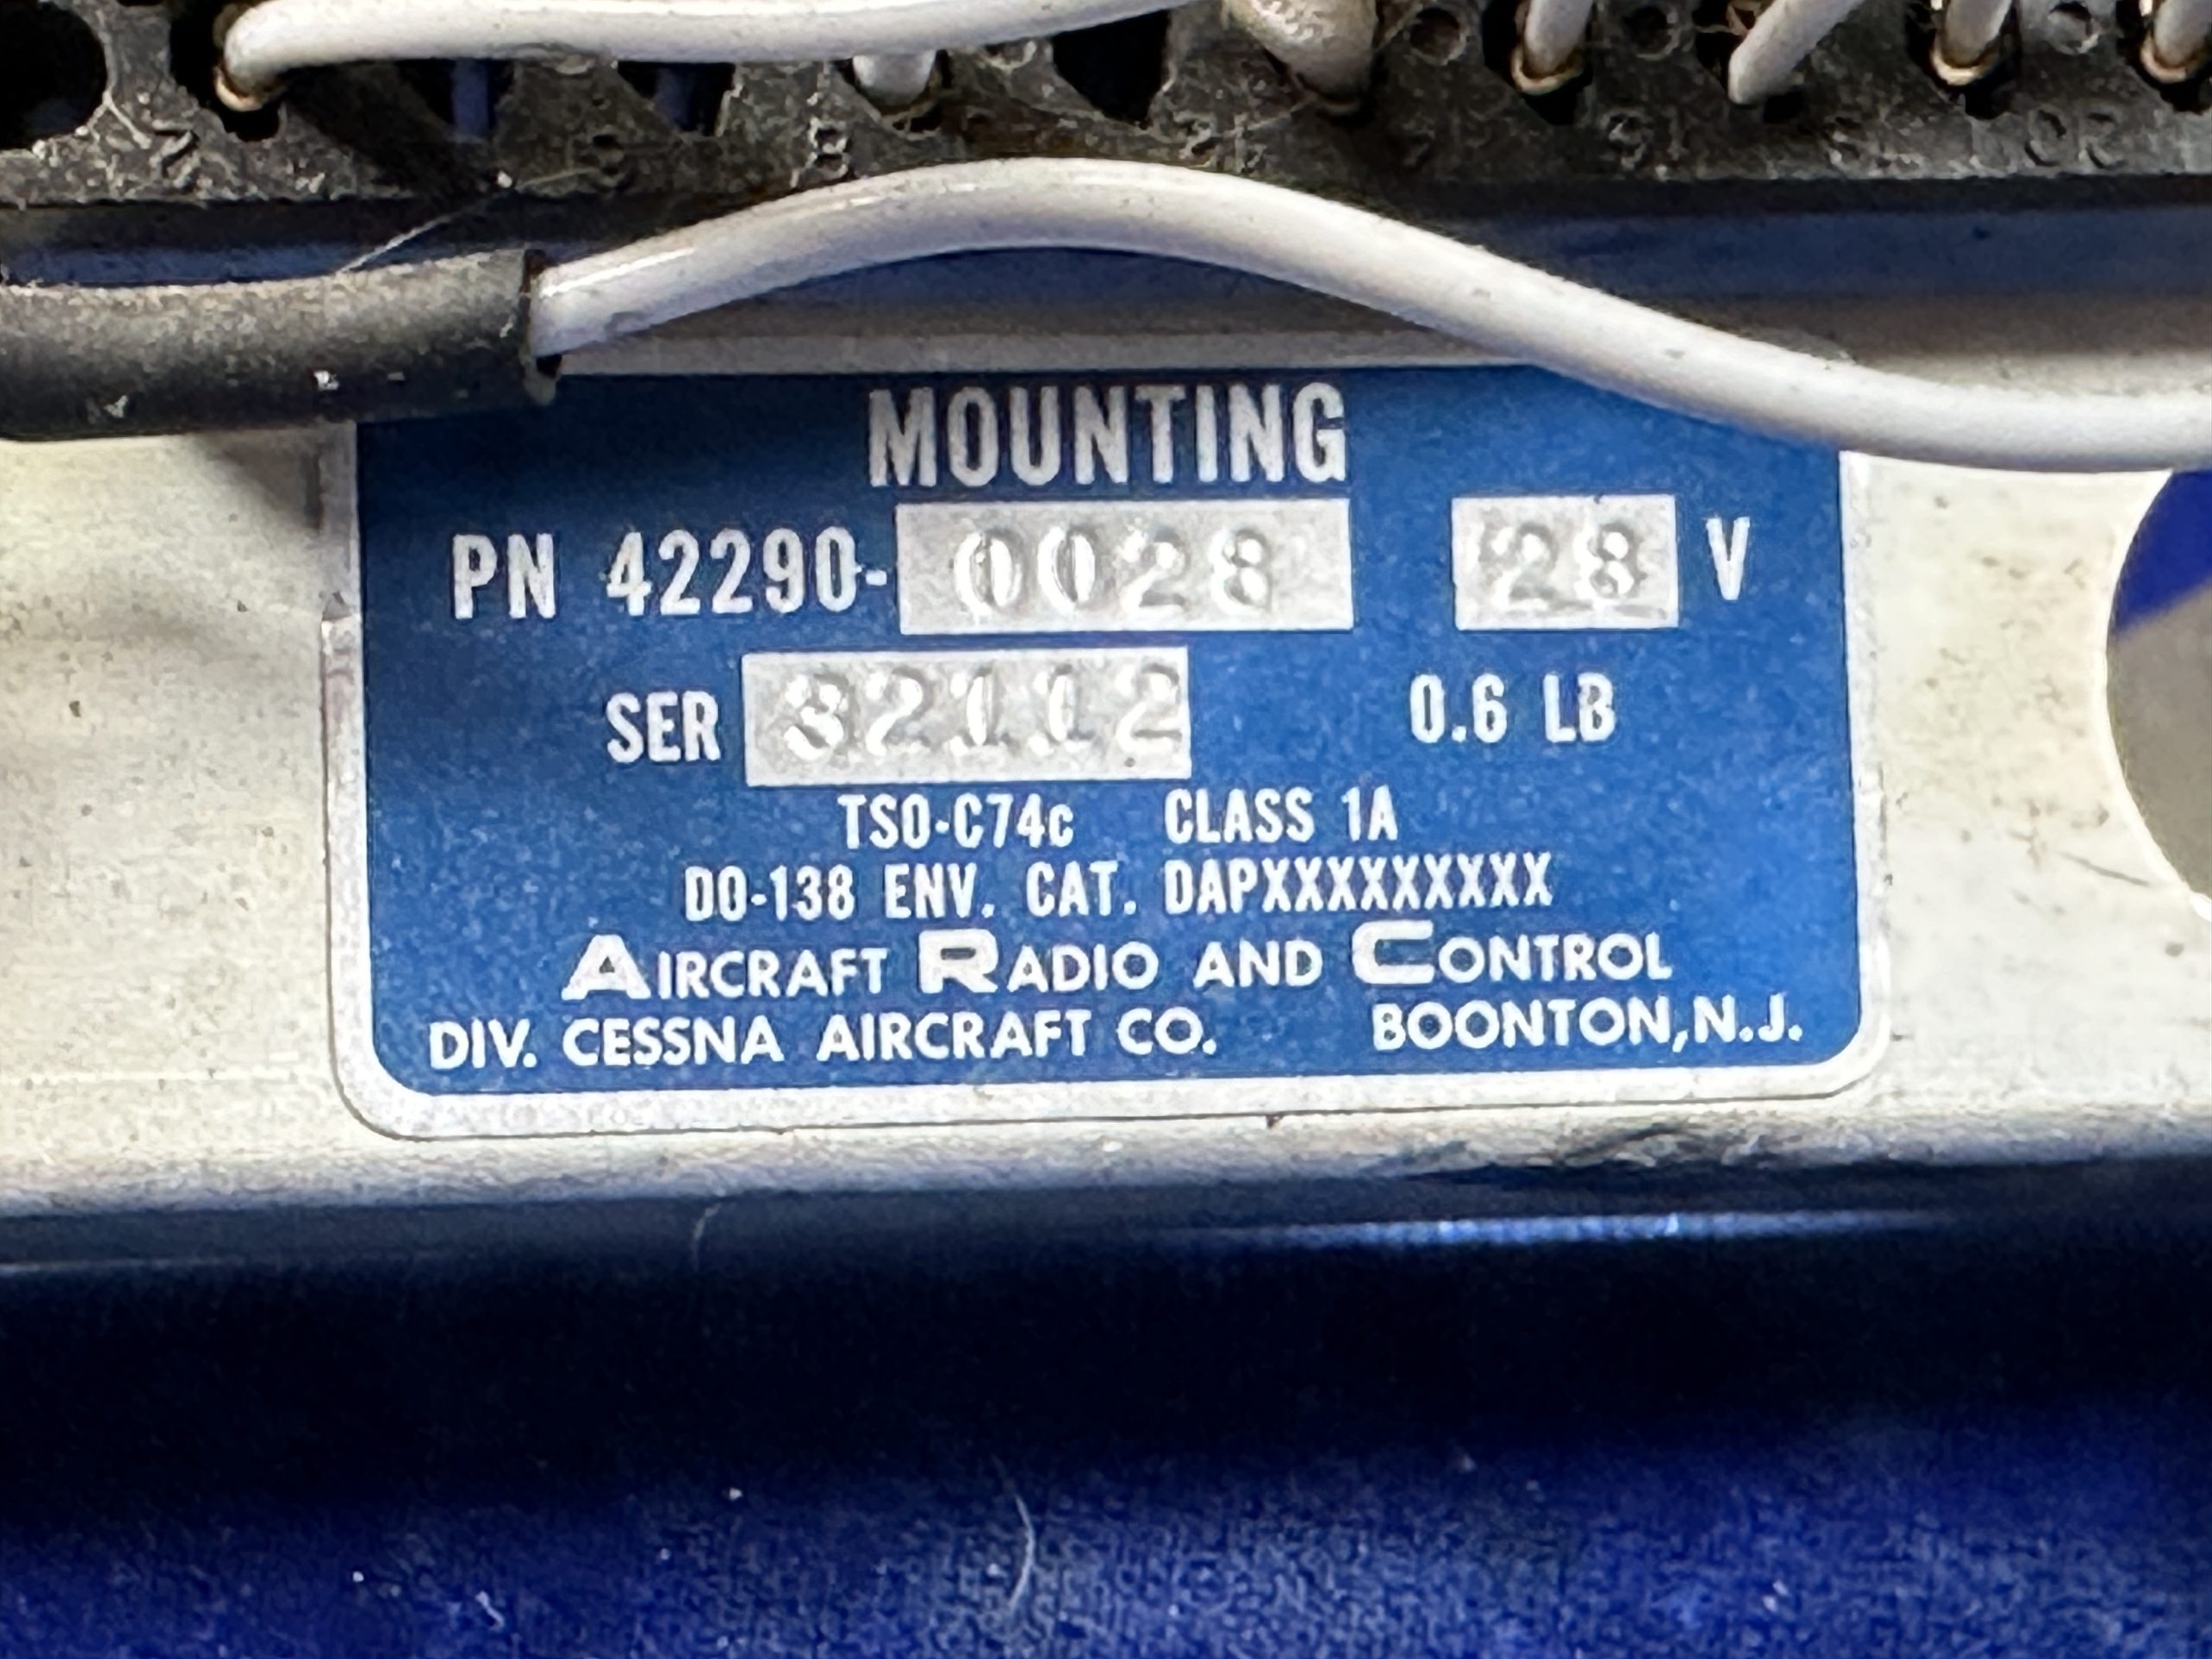 MOUNTING
PN 42290- 0028 28 V
SER 32112 0.6 LB
TSO-C74c CLASS 1A
DO-138 ENV. CAT. DAPXXXXXXXXX
AIRCRAFT RADIO AND CONTROL
DIV. CESSNA AIRCRAFT CO. BOONTON, N.J.